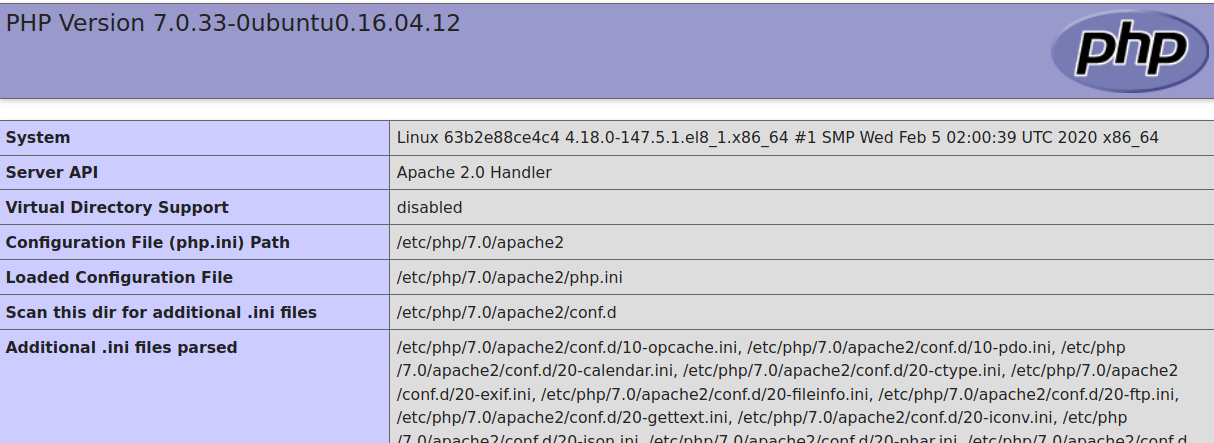 PHP Version 7.0.33-0ubuntu0.16.04.12
php
System Linux 63b2e88ce4c4 4.18.0-147.5.1.el8_1.x86_64 #1 SMP Wed Feb 5 02:00:39 UTC 2020 x86_64
Server API Apache 2.0 Handler
Virtual Directory Support disabled
Configuration File (php.ini) Path /etc/php/7.0/apache2
Loaded Configuration File /etc/php/7.0/apache2/php.ini
Scan this dir for additional .ini files /etc/php/7.0/apache2/conf.d
Additional .ini files parsed /etc/php/7.0/apache2/conf.d/10-opcache.ini, /etc/php/7.0/apache2/conf.d/10-pdo.ini, /etc/php
/7.0/apache2/conf.d/20-calendar.ini, /etc/php/7.0/apache2/conf.d/20-ctype.ini, /etc/php/7.0/apache2
/conf.d/20-exif.ini, /etc/php/7.0/apache2/conf.d/20-fileinfo.ini, /etc/php/7.0/apache2/conf.d/20-ftp.ini,
/etc/php/7.0/apache2/conf.d/20-gettext.ini, /etc/php/7.0/apache2/conf.d/20-iconv.ini, /etc/php
/7.0/apache2/conf.d/20-json.ini, /etc/php/7.0/apache2/conf.d/20-phar.ini, /etc/php/7.0/apache2/conf.d